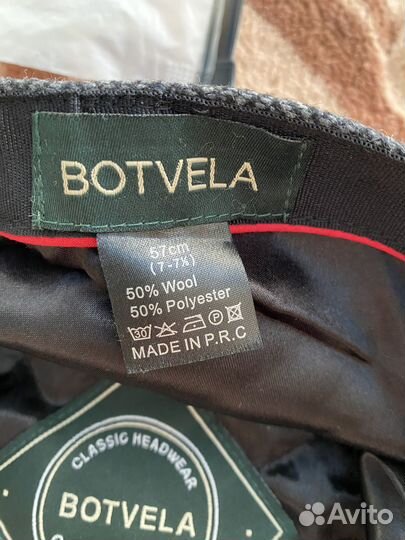 BOTVELA
57cm
(7-7⅛)
50% Wool
50% Polyester
MADE IN P.R.C
CLASSIC HEADWEAR
BOTVELA
Avito